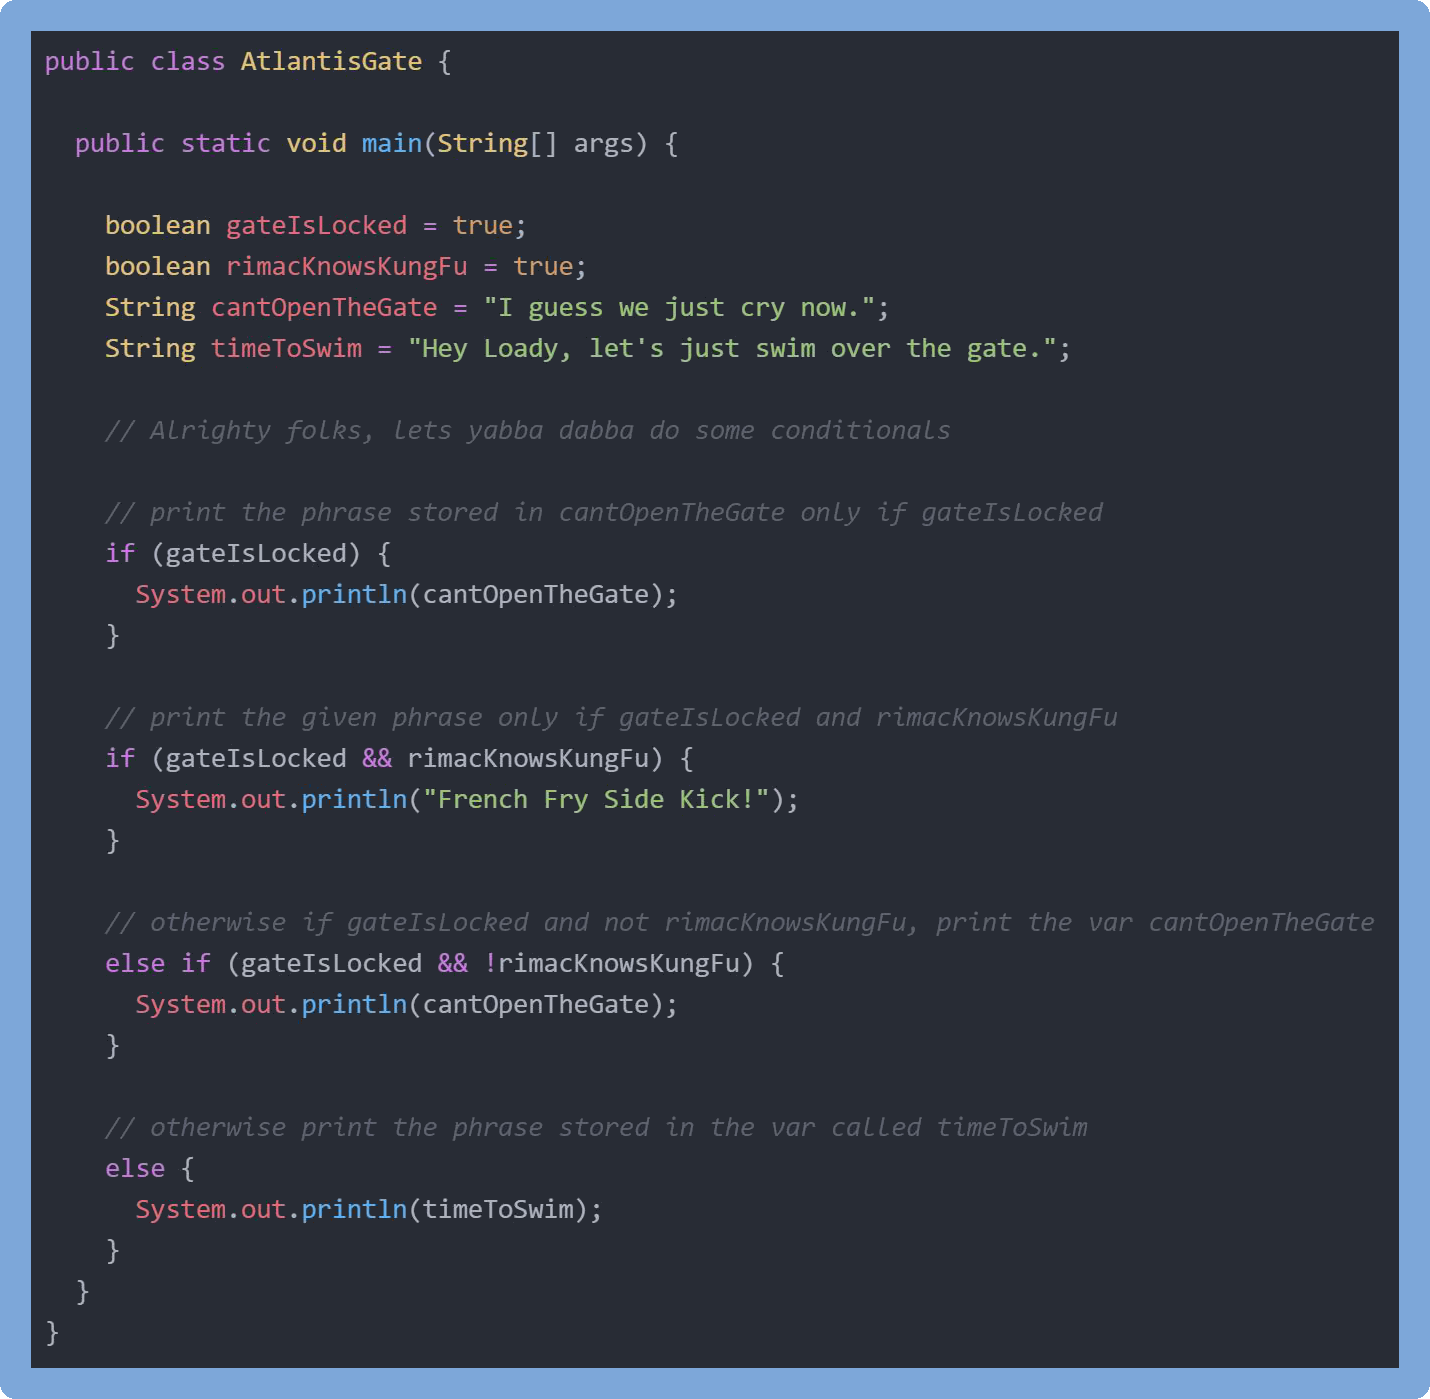 public class AtlantisGate {
public static void main(String[] args) {
boolean gateIsLocked = true;
boolean rimacKnowsKungFu = true;
String cantOpenTheGate = "I guess we just cry now.";
String timeToSwim = "Hey Loady, let's just swim over the gate.";
// Alrighty folks, lets yabba dabba do some conditionals
// print the phrase stored in cantOpenTheGate only if gateIsLocked
if (gateIsLocked) {
System.out.println(cantOpenTheGate);
}
// print the given phrase only if gateIsLocked and rimacKnowsKungFu
if (gateIsLocked && rimacKnowsKungFu) {
System.out.println("French Fry Side Kick!");
}
// otherwise if gateIsLocked and not rimacKnowsKungFu, print the var cantOpenTheGate
else if (gateIsLocked && !rimacKnowsKungFu) {
System.out.println(cantOpenTheGate);
}
// otherwise print the phrase stored in the var called timeToSwim
else {
System.out.println(timeToSwim);
}
}
}